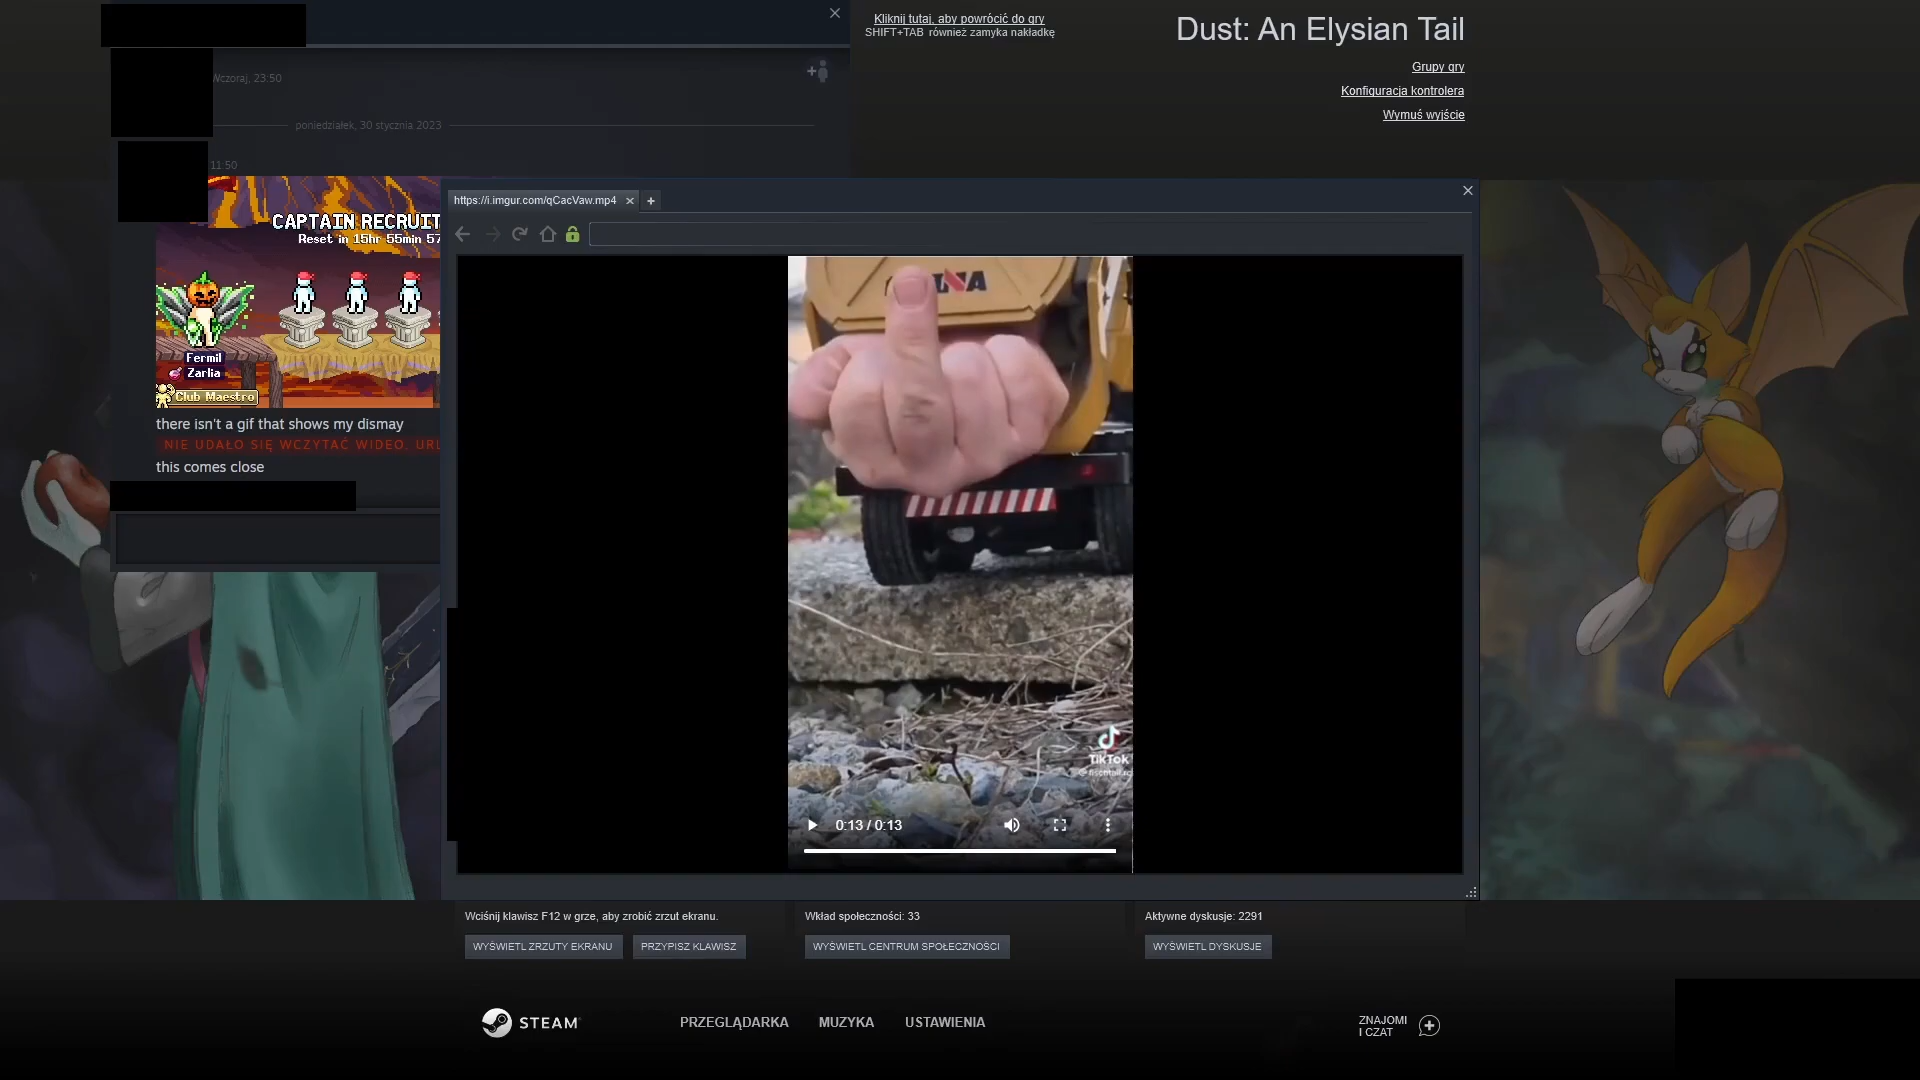 Kliknij tutaj, aby powrócić do gry
SHIFT+TAB również zamyka nakładkę
Dust: An Elysian Tail
Grupy gry
Konfiguracja kontrolera
Wymuś wyjście
Wczoraj, 23:50
poniedziałek, 30 stycznia 2023
11:50
CAPTAIN RECRUIT
Reset in 15hr 55min 57
Fermil
Zarlia
Club Maestro
there isn't a gif that shows my dismay
NIE UDAŁO SIĘ WCZYTAĆ WIDEO. URL
this comes close
https://i.imgur.com/qCacVaw.mp4
TikTok
0:13 / 0:13
Wciśnij klawisz F12 w grze, aby zrobić zrzut ekranu.
WYŚWIETL ZRZUTY EKRANU
PRZYPISZ KLAWISZ
Wkład społeczności: 33
WYŚWIETL CENTRUM SPOŁECZNOŚCI
Aktywne dyskusje: 2291
WYŚWIETL DYSKUSJE
STEAM
PRZEGLĄDARKA
MUZYKA
USTAWIENIA
ZNAJOMI
I CZAT